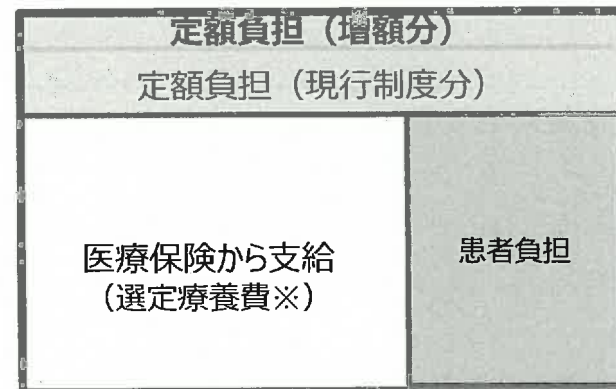 定額負担（増額分）
定額負担（現行制度分）
医療保険から支給
（選定療養費※）
患者負担